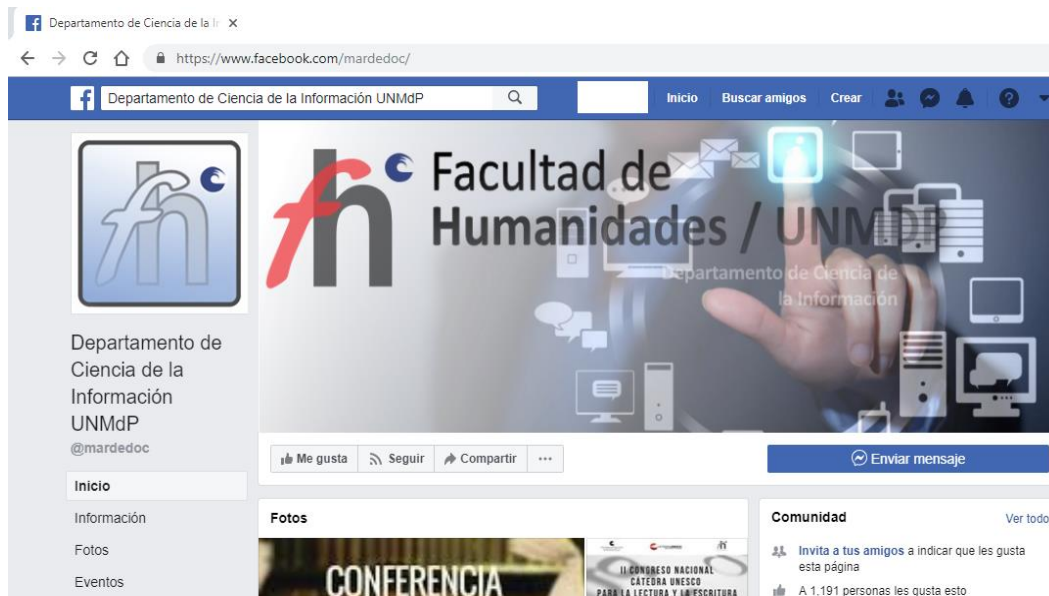 Departamento de Ciencia de la In
https://www.facebook.com/mardedoc/
Departamento de Ciencia de la Información UNMdP
Inicio
Buscar amigos
Crear
fh
fh
Facultad de
Humanidades / UNMDP
Departamento de Ciencia de
la Información
Departamento de
Ciencia de la
Información
UNMdP
@mardedoc
Me gusta
Seguir
Compartir
Enviar mensaje
Inicio
Información
Fotos
Eventos
Fotos
CONFERENCIA
II CONGRESO NACIONAL
CÁTEDRA UNESCO
PARA LA LECTURA Y LA ESCRITURA
Comunidad
Ver todo
Invita a tus amigos a indicar que les gusta
esta página
A 1.191 personas les gusta esto